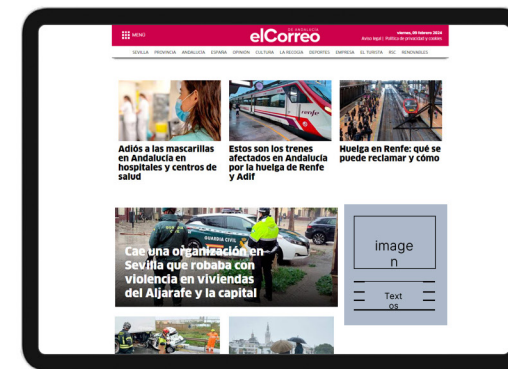 MENÚ
elCorreo
DE ANDALUCÍA
viernes, 09 febrero 2024
Aviso legal | Política de privacidad y cookies
SEVILLA PROVINCIA ANDALUCÍA ESPAÑA OPINIÓN CULTURA LA RECOGÍA DEPORTES EMPRESA EL TURISTA RSC RENOVABLES
Adiós a las mascarillas
en Andalucía en
hospitales y centros de
salud
Estos son los trenes
afectados en Andalucía
por la huelga de Renfe
y Adif
Huelga en Renfe: qué se
puede reclamar y cómo
renfe
GUARDIA CIVIL
Cae una organización en
Sevilla que robaba con
violencia en viviendas
del Aljarafe y la capital
image
n
Text
os